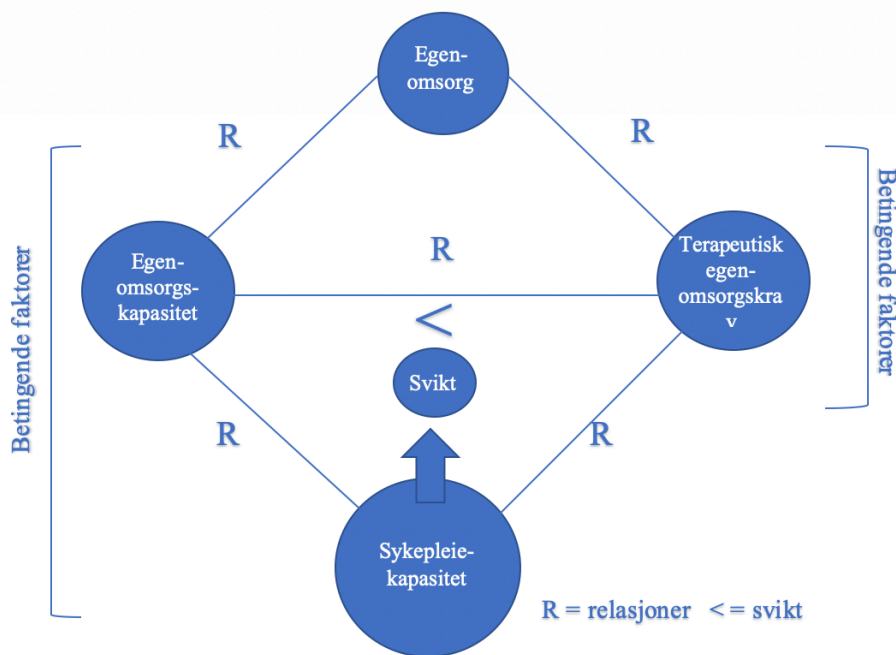 Egen-
omsorg
R
R
Betingende faktorer
Egen-
omsorgs-
kapasitet
R
<
Terapeutisk
egen-
omsorgskra
v
Betingende faktorer
Svikt
R
R
Sykepleie-
kapasitet
R = relasjoner < = svikt